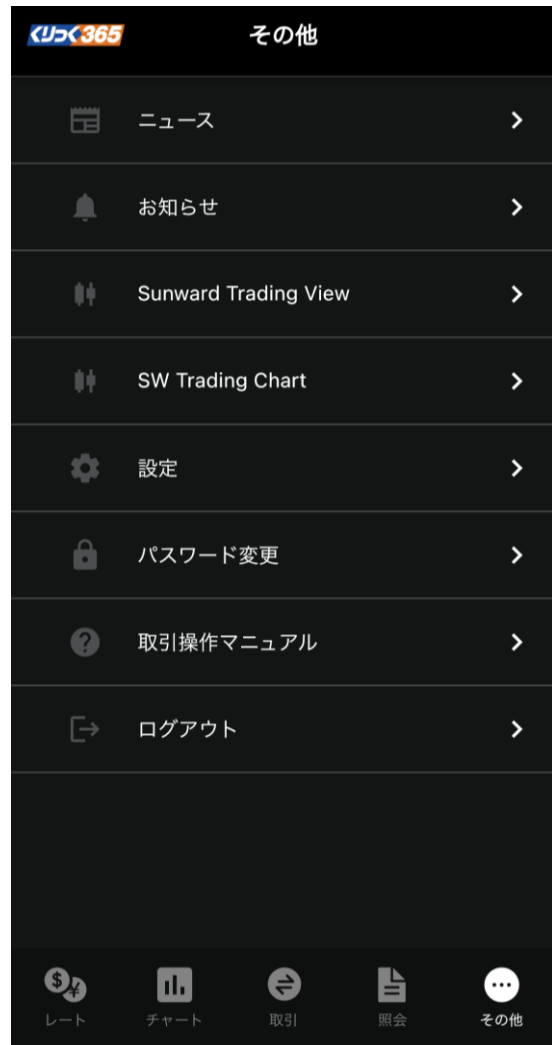 くりっく365
その他
ニュース
お知らせ
Sunward Trading View
SW Trading Chart
設定
パスワード変更
取引操作マニュアル
ログアウト
レート
チャート
取引
照会
その他